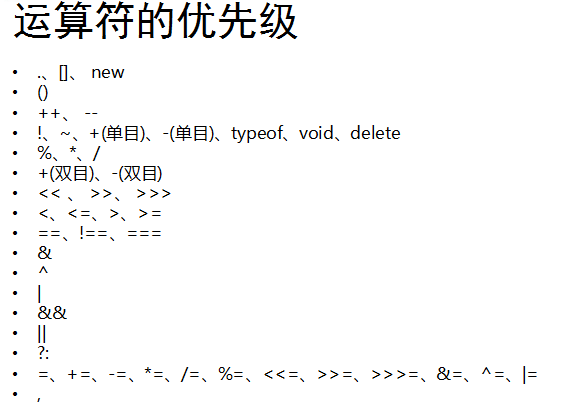 运算符的优先级
• .、[]、 new
• ()
• ++、 --
• !、~、+(单目)、-(单目)、typeof、void、delete
• %、*、/
• +(双目)、-(双目)
• << 、 >>、 >>>
• <、<=、>、>=
• ==、!==、===
• &
• ^
• |
• &&
• ||
• ?:
• =、+=、-=、*=、/=、%=、<<=、>>=、>>>=、&=、^=、|=
• ,